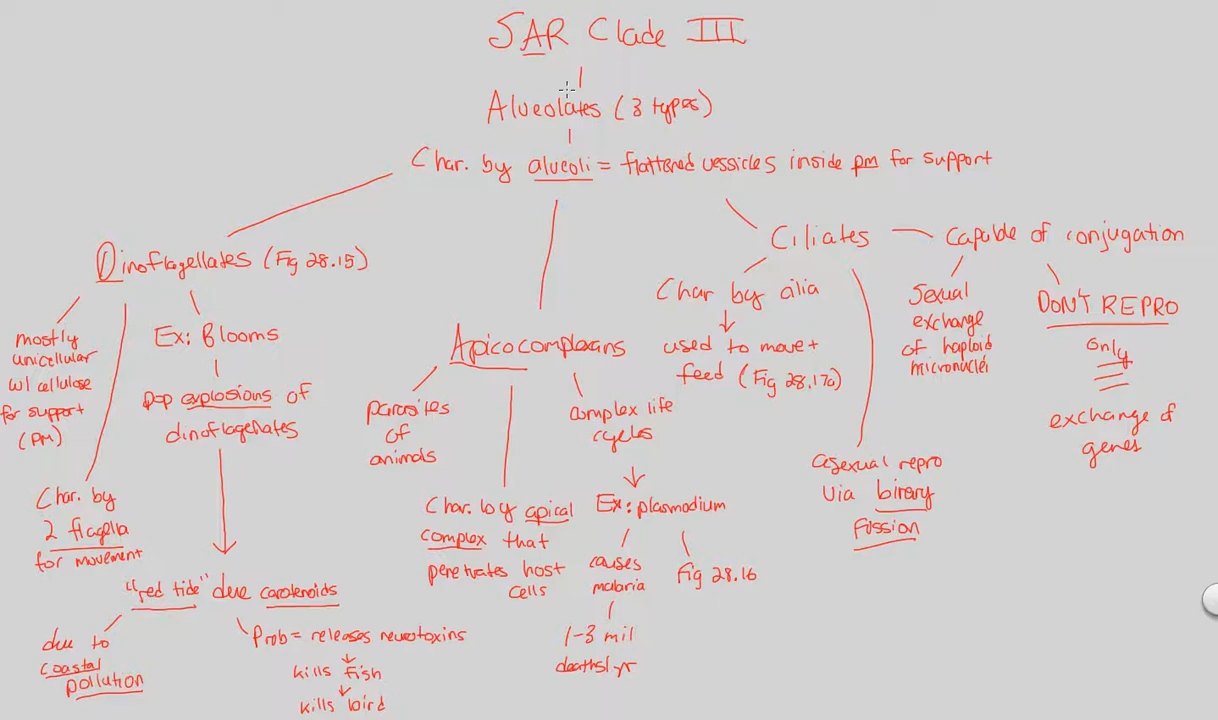 SAR Clade III
Alveolates (3 types)
Char. by alveoli = flattened vessicles inside pm for support
Dinoflagellates (Fig 28.15)
mostly
unicellular
w/ cellulose
for support
(PM)
Char. by
2 flagella
for movement
Ex: Blooms
pop explosions of
dinoflagellates
"red tide" due carotenoids
due to
coastal
pollution
Prob = releases neurotoxins
kills fish
kills bird
Apicocomplexans
parasites
of
animals
Char. by apical
complex that
penetrates host
cells
complex life
cycles
Ex: plasmodium
causes
malaria
1-3 mil
deaths/yr
Fig 28.16
Ciliates
Char by cilia
used to move +
feed (Fig 28.17a)
asexual repro
via binary
fission
Capable of conjugation
Sexual
exchange
of haploid
micronuclei
DON'T REPRO
only
exchange of
genes